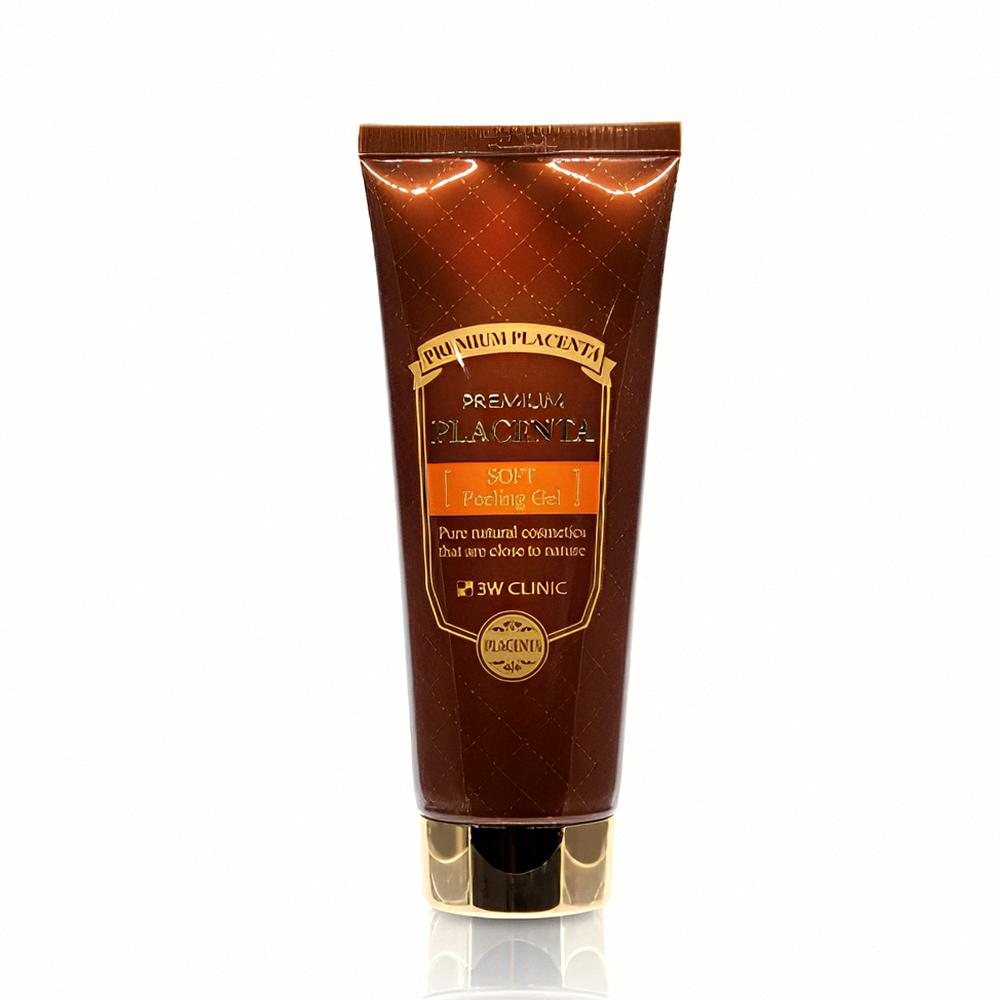 PREMIUM PLACENTA
PREMIUM
PLACENTA
SOFT
Peeling Gel
Pure natural cosmetics
that are close to nature
3W CLINIC
PLACENTA